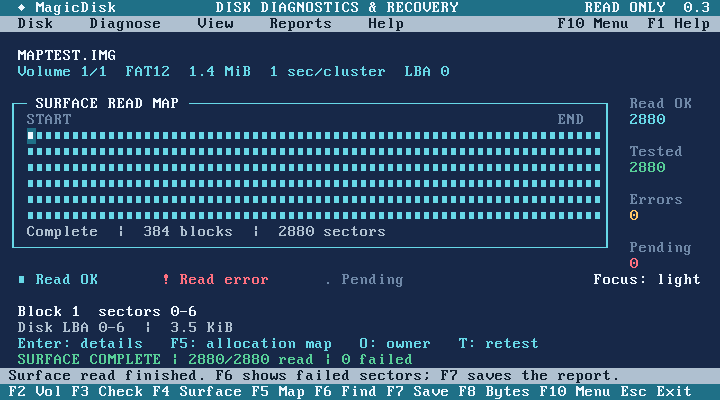 ◆ MagicDisk DISK DIAGNOSTICS & RECOVERY READ ONLY 0.3
Disk Diagnose View Reports Help F10 Menu F1 Help
MAPTEST.IMG
Volume 1/1 FAT12 1.4 MiB 1 sec/cluster LBA 0
SURFACE READ MAP
START END
Complete ¦ 384 blocks ¦ 2880 sectors
Read OK
2880
Tested
2880
Errors
0
Pending
0
■ Read OK ! Read error . Pending Focus: light
Block 1 sectors 0-6
Disk LBA 0-6 ¦ 3.5 KiB
Enter: details F5: allocation map O: owner T: retest
SURFACE COMPLETE ¦ 2880/2880 read ¦ 0 failed
Surface read finished. F6 shows failed sectors; F7 saves the report.
F2 Vol F3 Check F4 Surface F5 Map F6 Find F7 Save F8 Bytes F10 Menu Esc Exit